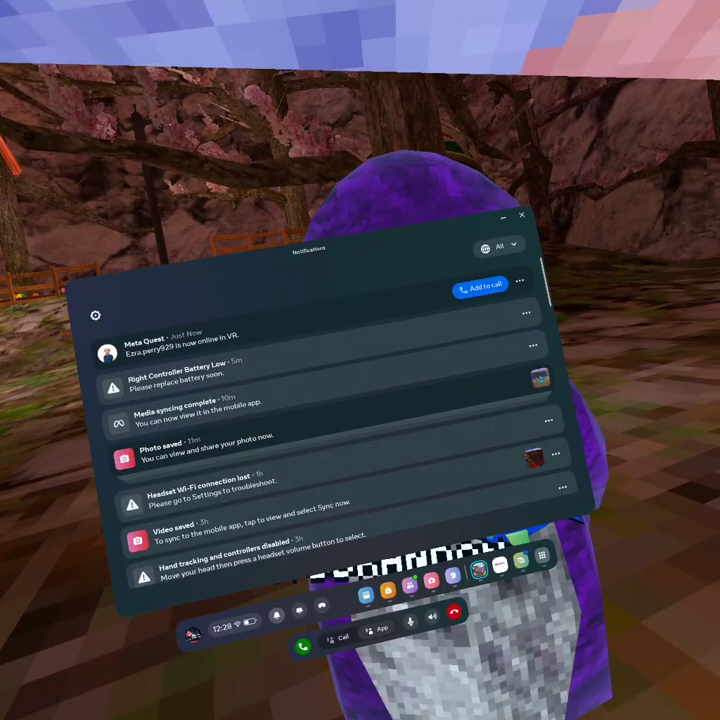 Notifications
All
Add to call
Meta Quest · Just Now
Ezra.perry929 is now online in VR.
Right Controller Battery Low · 5m
Please replace battery soon.
Media syncing complete · 10m
You can now view it in the mobile app.
Photo saved · 11m
You can view and share your photo now.
Headset Wi-Fi connection lost · 1h
Please go to Settings to troubleshoot.
Video saved · 3h
To sync to the mobile app, tap to view and select Sync now.
Hand tracking and controllers disabled · 3h
Move your head then press a headset volume button to select.
12:28
Call
App